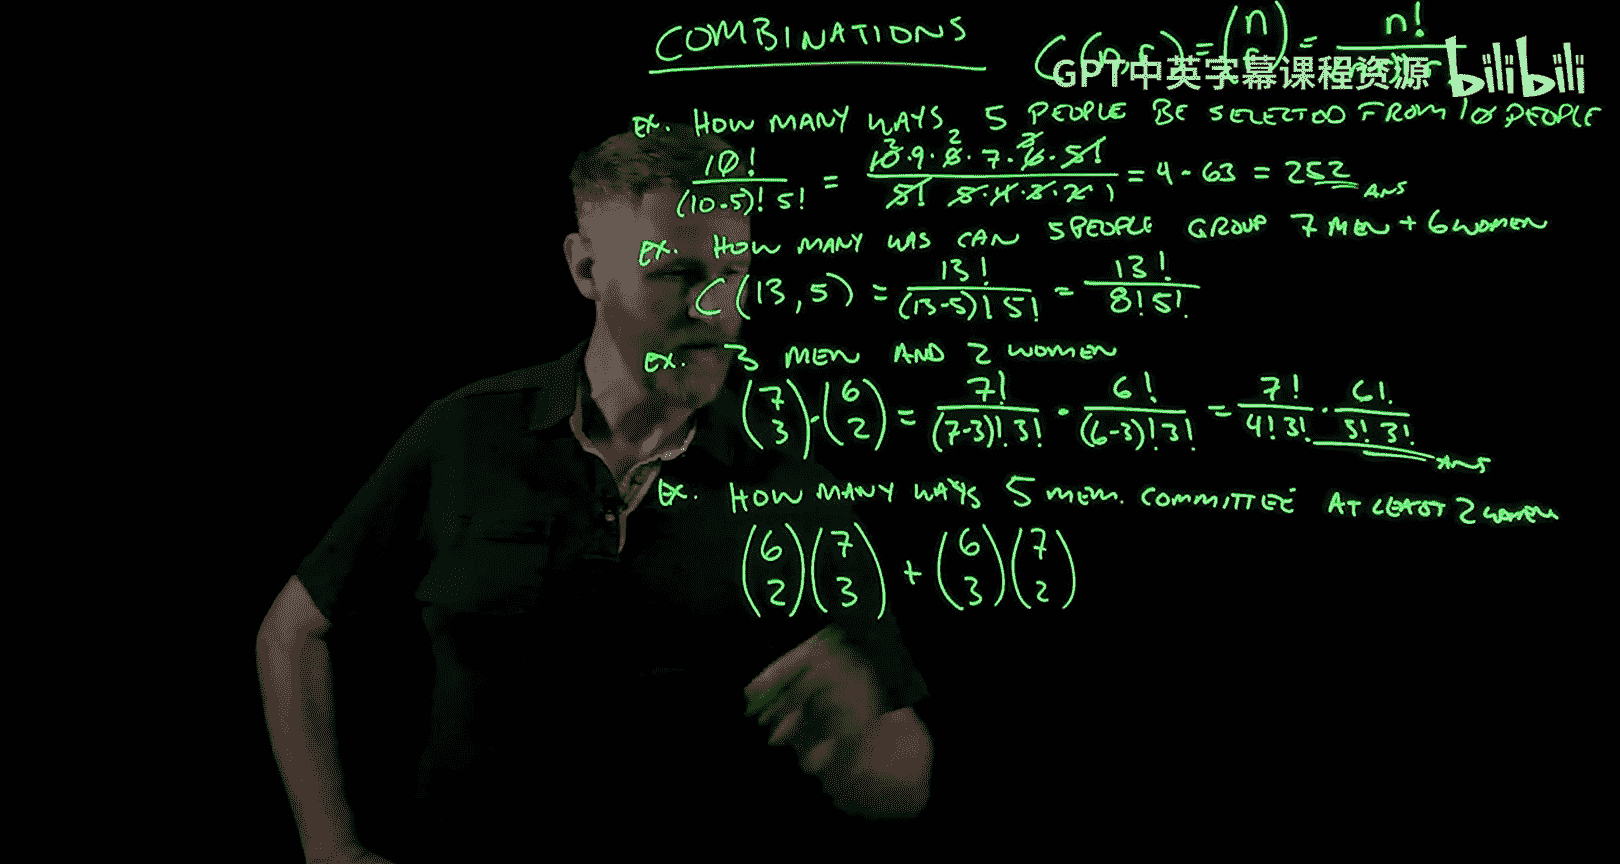 COMBINATIONS C(n,r) = (n r) = n!
GPT中英字幕课程资源 bilibili
EX. HOW MANY WAYS 5 PEOPLE BE SELECTED FROM 10 PEOPLE
10! / (10-5)! 5! = 10·9·8·7·6·5! / 5! 5·4·3·2 1 = 4·63 = 252 ANS
EX. HOW MANY WAS CAN 5 PEOPLE GROUP 7 MEN + 6 WOMEN
C(13,5) = 13! / (13-5)! 5! = 13! / 8! 5!
EX. 3 MEN AND 2 WOMEN
(7 3)·(6 2) = 7! / (7-3)! 3! · 6! / (6-3)! 3! = 7! / 4! 3! · 6! / 3! 3! ANS
EX. HOW MANY WAYS 5 MEM. COMMITTEE AT LEAST 2 WOMEN
(6 2)(7 3) + (6 3)(7 2)